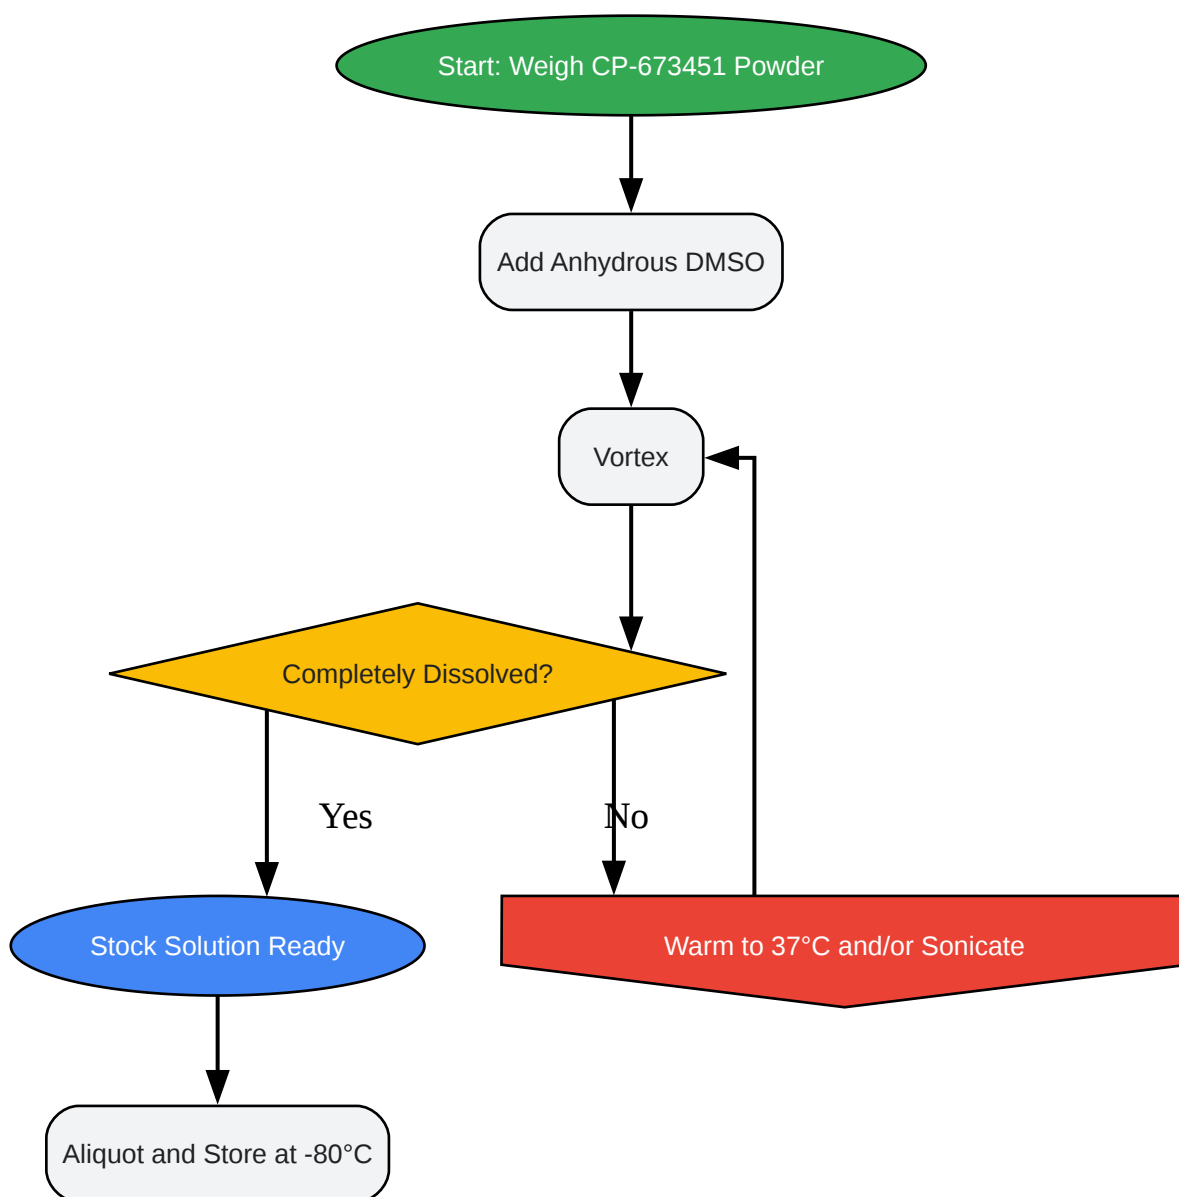 Start: Weigh CP-673451 Powder
Add Anhydrous DMSO
Vortex
Completely Dissolved?
Yes
No
Stock Solution Ready
Warm to 37°C and/or Sonicate
Aliquot and Store at -80°C